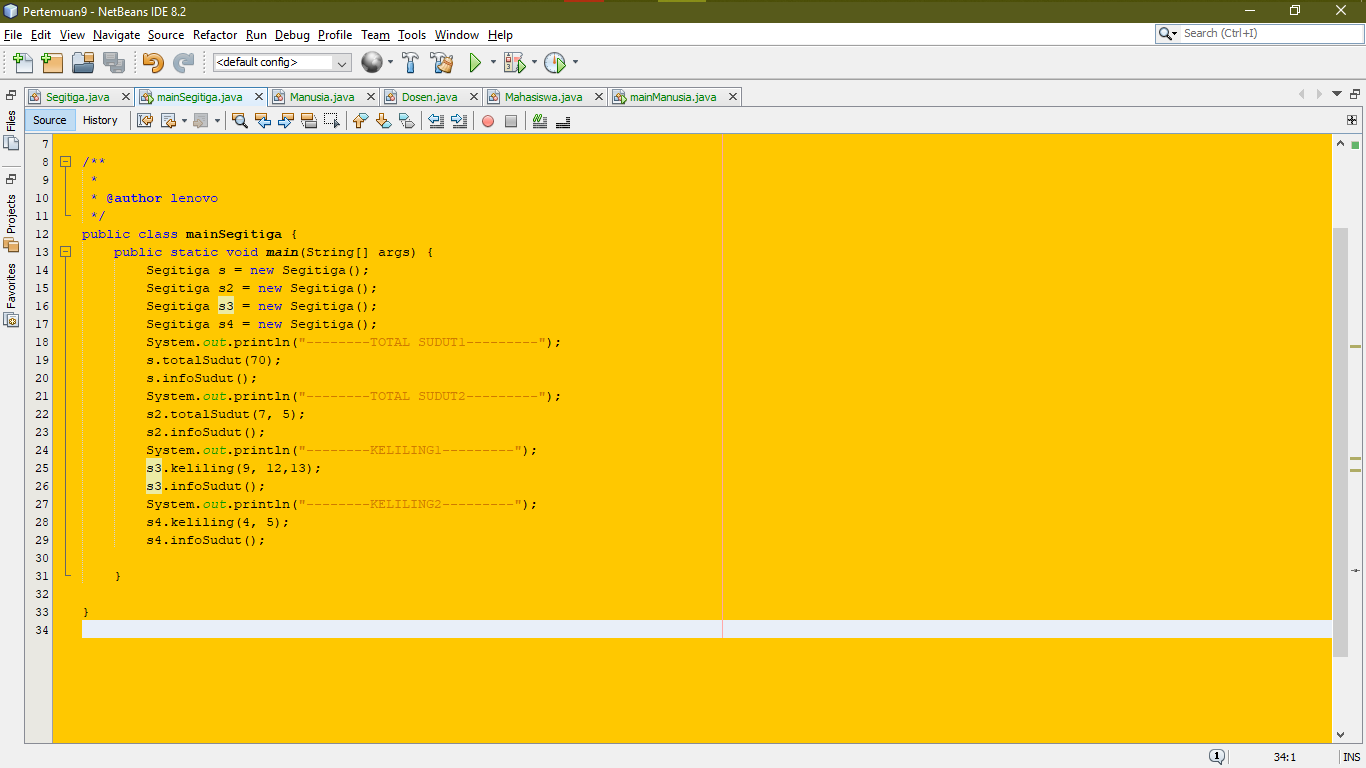 Pertemuan9 - NetBeans IDE 8.2
File Edit View Navigate Source Refactor Run Debug Profile Team Tools Window Help
Search (Ctrl+I)
<default config>
Segitiga.java mainSegitiga.java Manusia.java Dosen.java Mahasiswa.java mainManusia.java
Source History
Files
Projects
Favorites
7
8 /**
9 *
10 * @author lenovo
11 */
12 public class mainSegitiga {
13 public static void main(String[] args) {
14 Segitiga s = new Segitiga();
15 Segitiga s2 = new Segitiga();
16 Segitiga s3 = new Segitiga();
17 Segitiga s4 = new Segitiga();
18 System.out.println("--------TOTAL SUDUT1---------");
19 s.totalSudut(70);
20 s.infoSudut();
21 System.out.println("--------TOTAL SUDUT2---------");
22 s2.totalSudut(7, 5);
23 s2.infoSudut();
24 System.out.println("--------KELILING1---------");
25 s3.keliling(9, 12,13);
26 s3.infoSudut();
27 System.out.println("--------KELILING2---------");
28 s4.keliling(4, 5);
29 s4.infoSudut();
30
31 }
32
33 }
34
1 34:1 INS